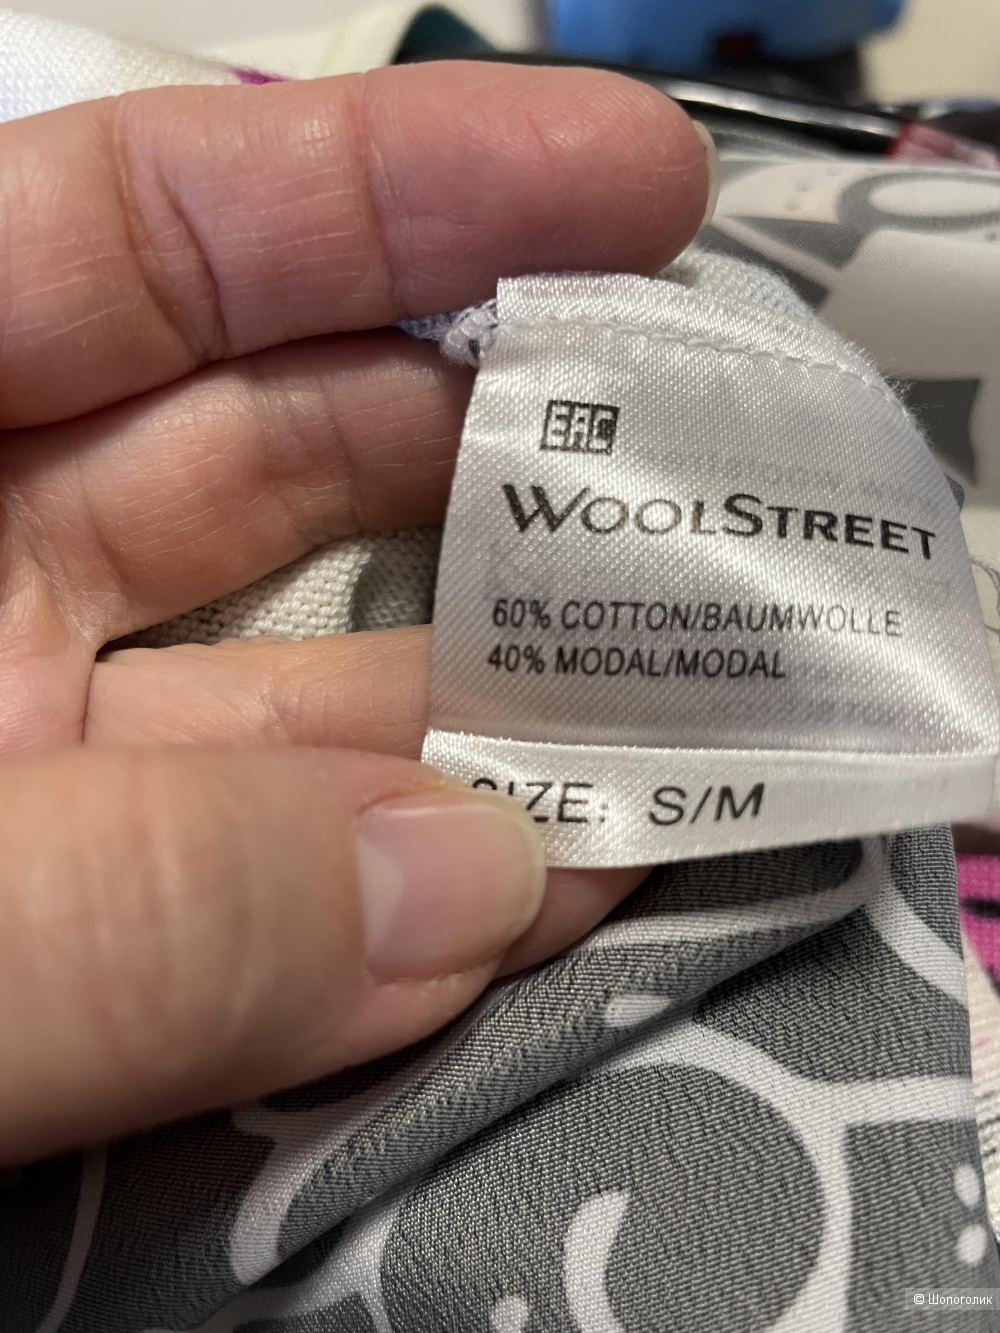 EAC
WOOLSTREET
60% COTTON/BAUMWOLLE
40% MODAL/MODAL
SIZE: S/M
© Шопоголик